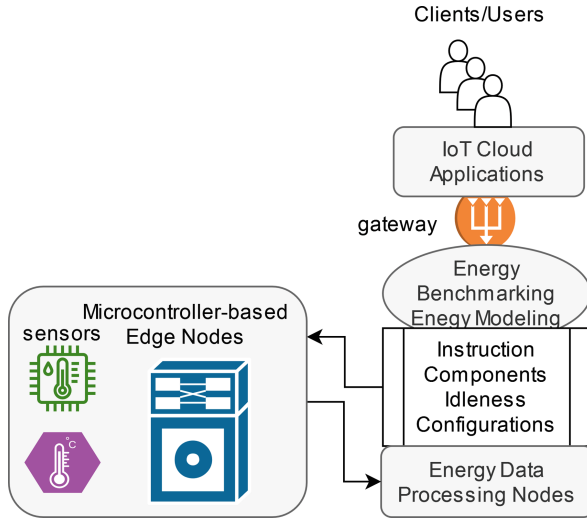 Clients/Users
IoT Cloud
Applications
gateway
Energy
Benchmarking
Enegy Modeling
Microcontroller-based
Edge Nodes
sensors
°C
Instruction
Components
Idleness
Configurations
Energy Data
Processing Nodes